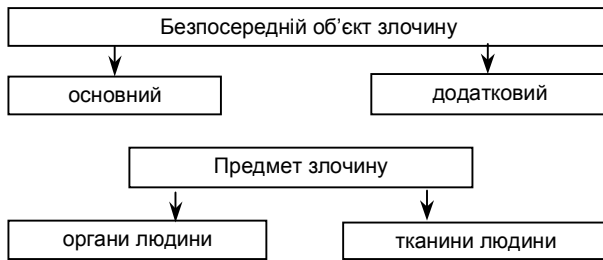 Безпосередній об’єкт злочину
основний
додатковий
Предмет злочину
органи людини
тканини людини